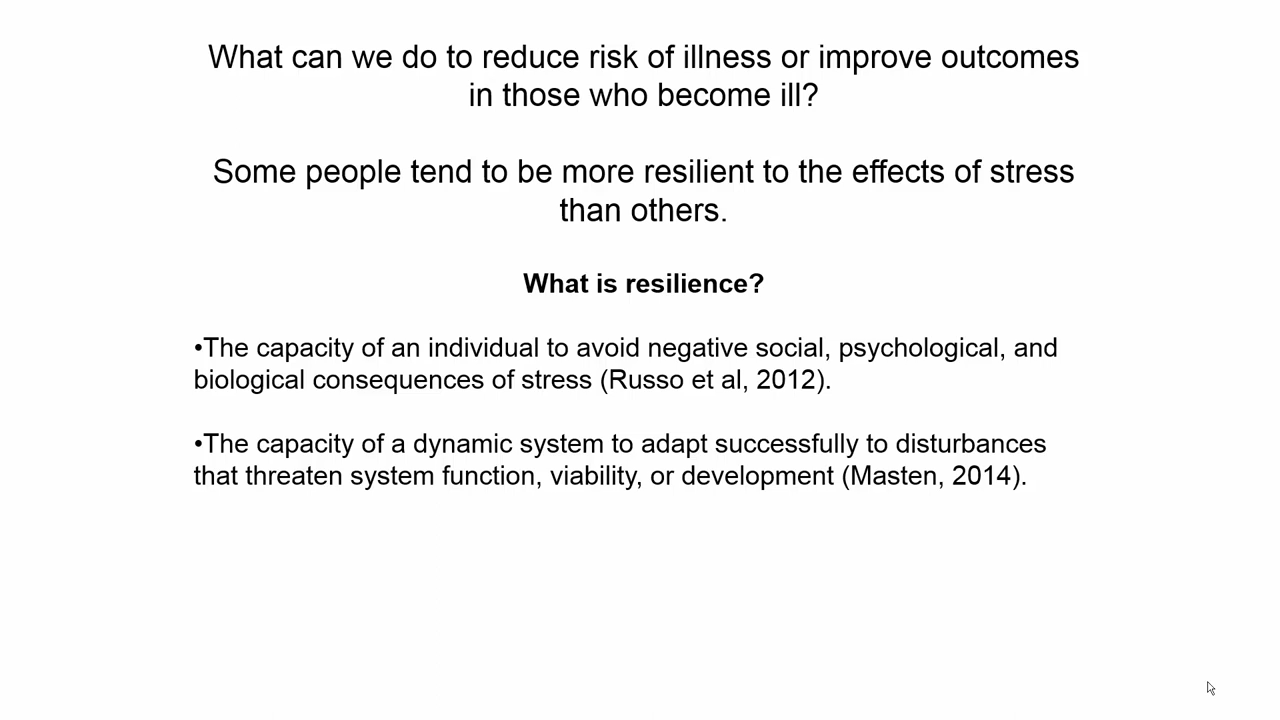 What can we do to reduce risk of illness or improve outcomes
in those who become ill?
Some people tend to be more resilient to the effects of stress
than others.
What is resilience?
•The capacity of an individual to avoid negative social, psychological, and
biological consequences of stress (Russo et al, 2012).
•The capacity of a dynamic system to adapt successfully to disturbances
that threaten system function, viability, or development (Masten, 2014).